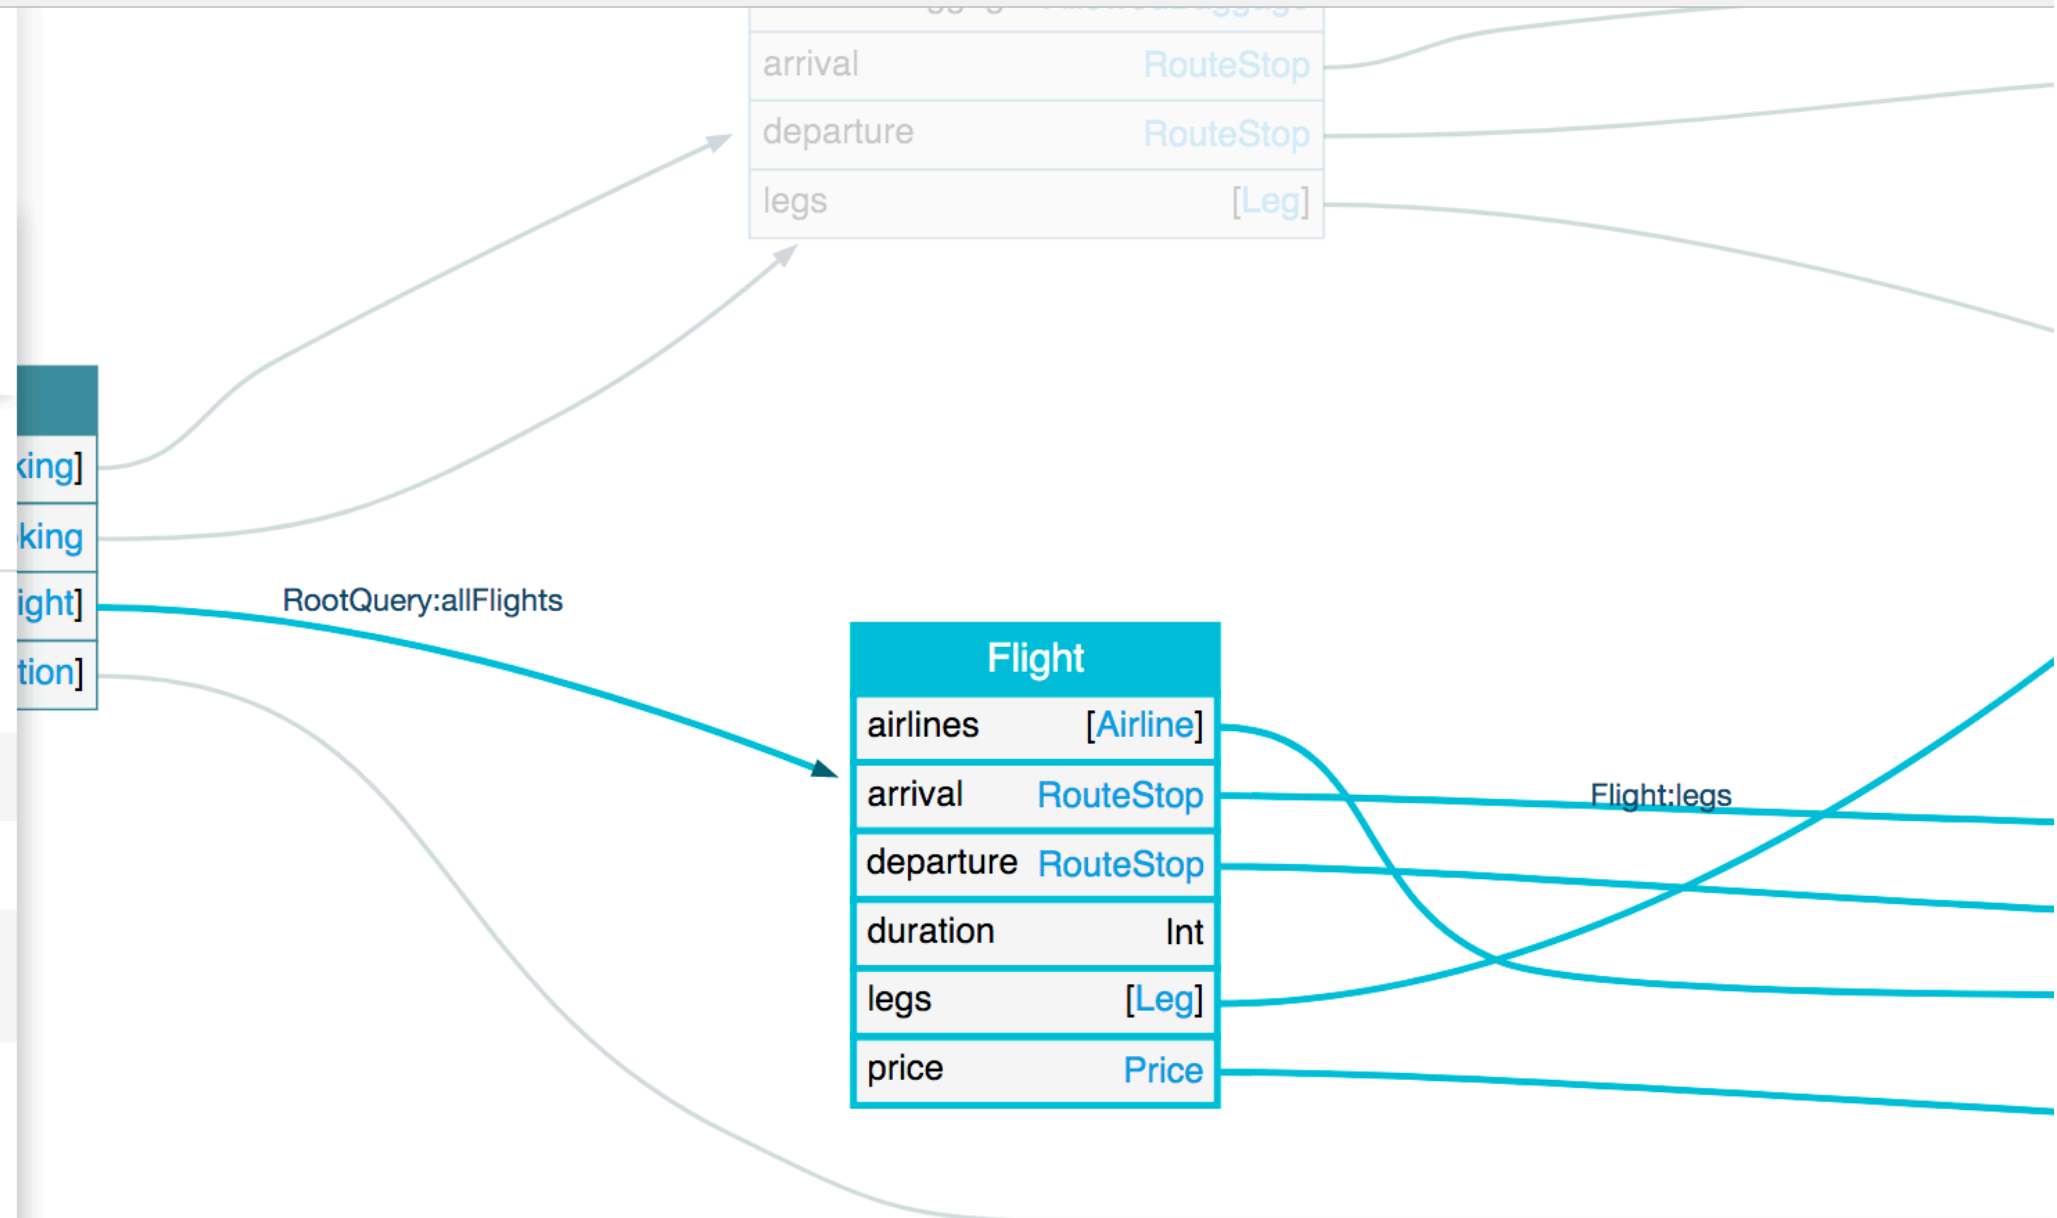 arrival RouteStop
departure RouteStop
legs [Leg]
king]
king
ight]
tion]
RootQuery:allFlights
Flight
airlines [Airline]
arrival RouteStop
departure RouteStop
duration Int
legs [Leg]
price Price
Flight:legs